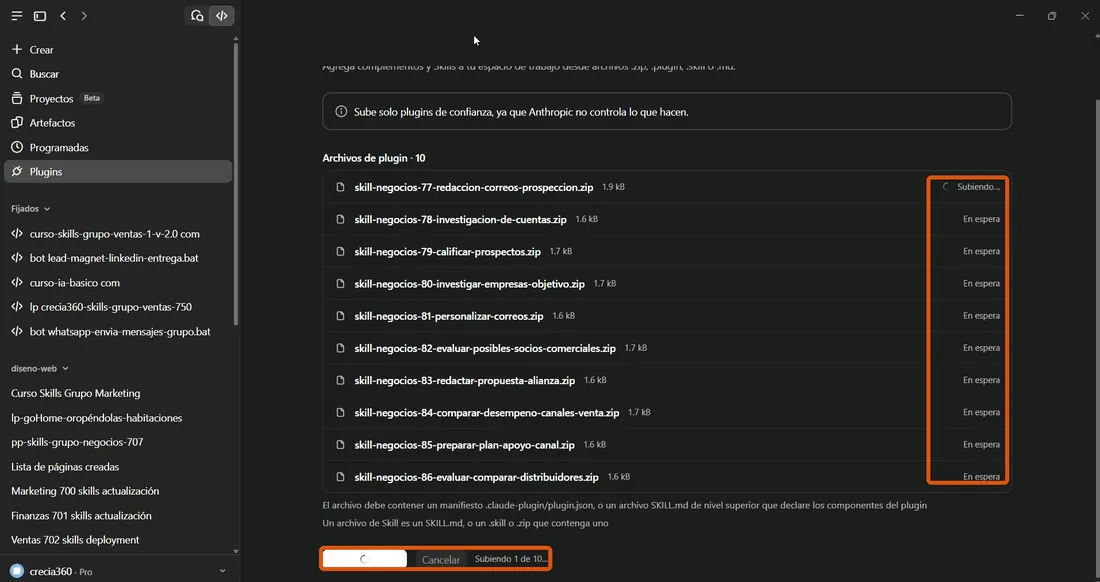 Crear
Buscar
Proyectos Beta
Artefactos
Programadas
Plugins
Fijados
curso-skills-grupo-ventas-1-v-2.0 com
bot lead-magnet-linkedin-entrega.bat
curso-ia-basico com
lp crecia360-skills-grupo-ventas-750
bot whatsapp-envia-mensajes-grupo.bat
diseno-web
Curso Skills Grupo Marketing
lp-goHome-oropéndolas-habitaciones
pp-skills-grupo-negocios-707
Lista de páginas creadas
Marketing 700 skills actualización
Finanzas 701 skills actualización
Ventas 702 skills deployment
crecia360 · Pro
Agrega complementos y Skills a tu espacio de trabajo desde archivos .zip, .plugin, .skill o .md.
Sube solo plugins de confianza, ya que Anthropic no controla lo que hacen.
Archivos de plugin · 10
skill-negocios-77-redaccion-correos-prospeccion.zip 1.9 kB Subiendo...
skill-negocios-78-investigacion-de-cuentas.zip 1.6 kB En espera
skill-negocios-79-calificar-prospectos.zip 1.7 kB En espera
skill-negocios-80-investigar-empresas-objetivo.zip 1.7 kB En espera
skill-negocios-81-personalizar-correos.zip 1.6 kB En espera
skill-negocios-82-evaluar-posibles-socios-comerciales.zip 1.7 kB En espera
skill-negocios-83-redactar-propuesta-alianza.zip 1.6 kB En espera
skill-negocios-84-comparar-desempeno-canales-venta.zip 1.7 kB En espera
skill-negocios-85-preparar-plan-apoyo-canal.zip 1.6 kB En espera
skill-negocios-86-evaluar-comparar-distribuidores.zip 1.6 kB En espera
El archivo debe contener un manifiesto .claude-plugin/plugin.json, o un archivo SKILL.md de nivel superior que declare los componentes del plugin
Un archivo de Skill es un SKILL.md, o un .skill o .zip que contenga uno
Cancelar Subiendo 1 de 10...